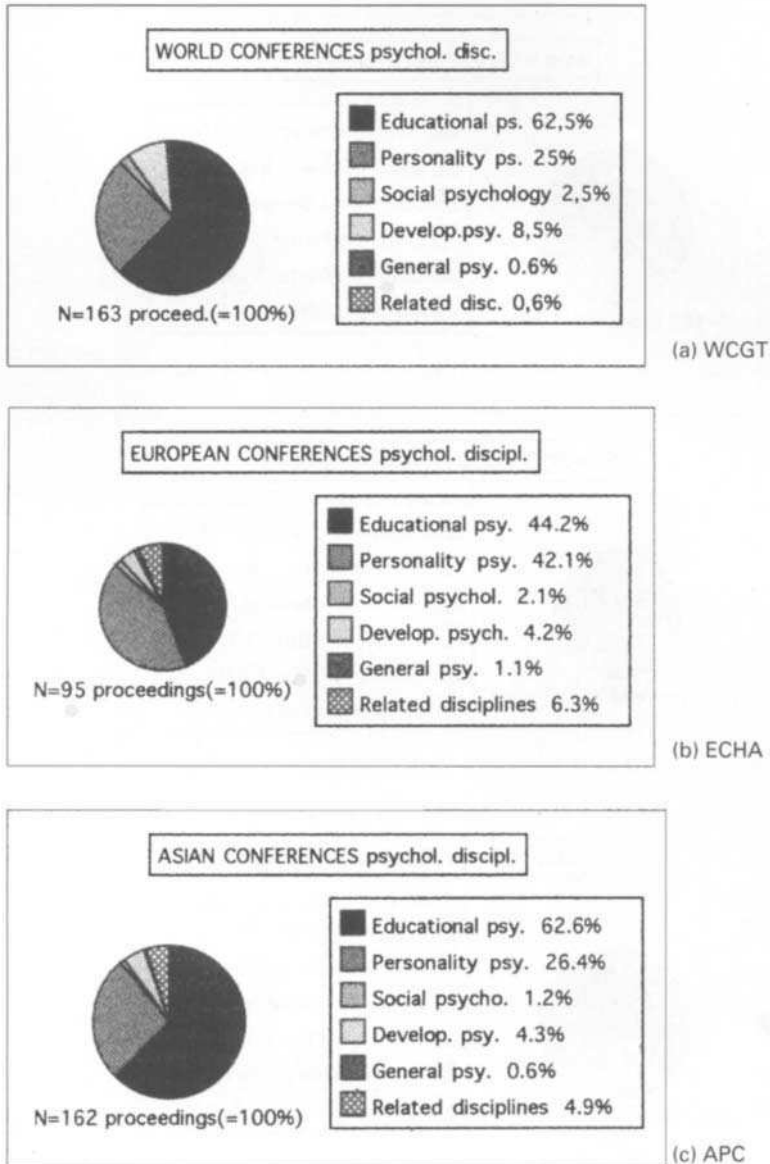 WORLD CONFERENCES psychol. disc.
Educational ps. 62,5%
Personality ps. 25%
Social psychology 2,5%
Develop.psy. 8,5%
General psy. 0.6%
Related disc. 0,6%
N=163 proceed.(=100%)
(a) WCGT
EUROPEAN CONFERENCES psychol. discipl.
Educational psy. 44.2%
Personality psy. 42.1%
Social psychol. 2.1%
Develop. psych. 4.2%
General psy. 1.1%
Related disciplines 6.3%
N=95 proceedings(=100%)
(b) ECHA
ASIAN CONFERENCES psychol. discipl.
Educational psy. 62.6%
Personality psy. 26.4%
Social psycho. 1.2%
Develop. psy. 4.3%
General psy. 0.6%
Related disciplines 4.9%
N=162 proceedings(=100%)
(c) APC